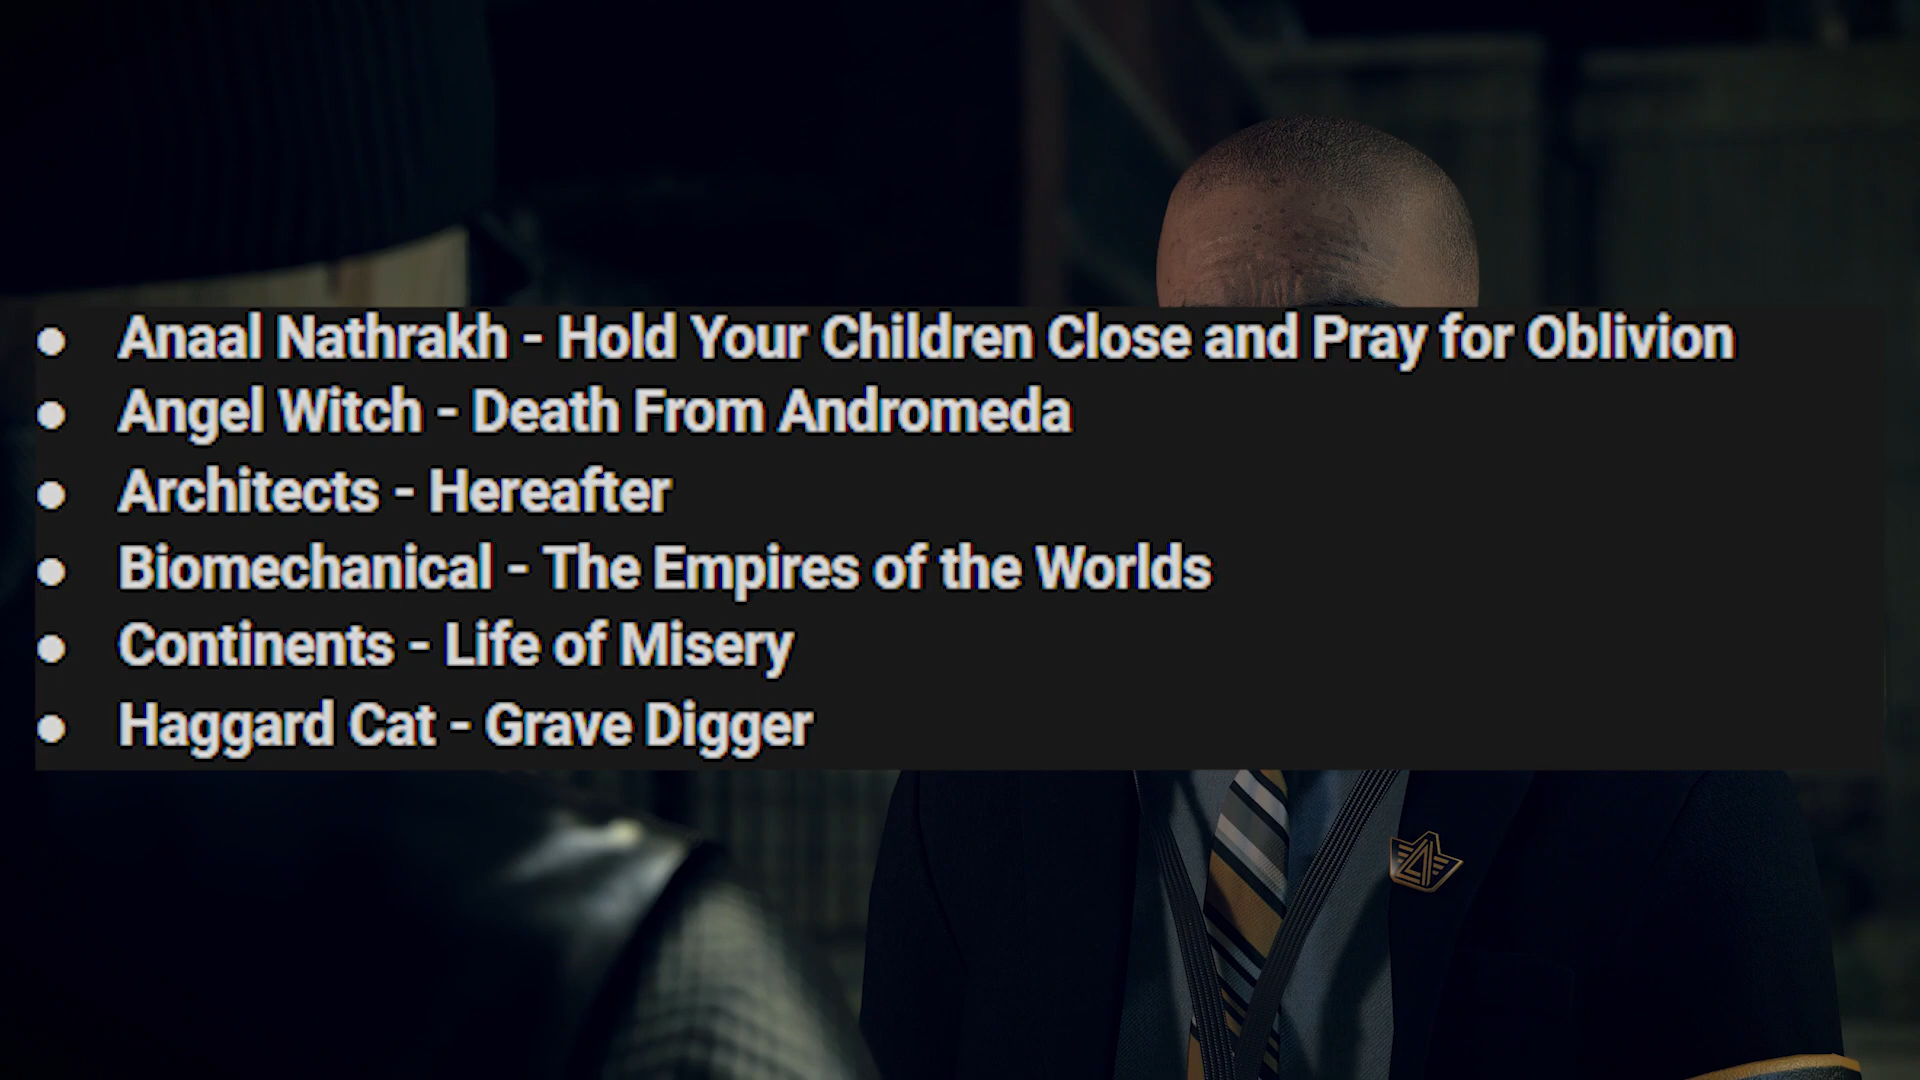 • Anaal Nathrakh - Hold Your Children Close and Pray for Oblivion
• Angel Witch - Death From Andromeda
• Architects - Hereafter
• Biomechanical - The Empires of the Worlds
• Continents - Life of Misery
• Haggard Cat - Grave Digger